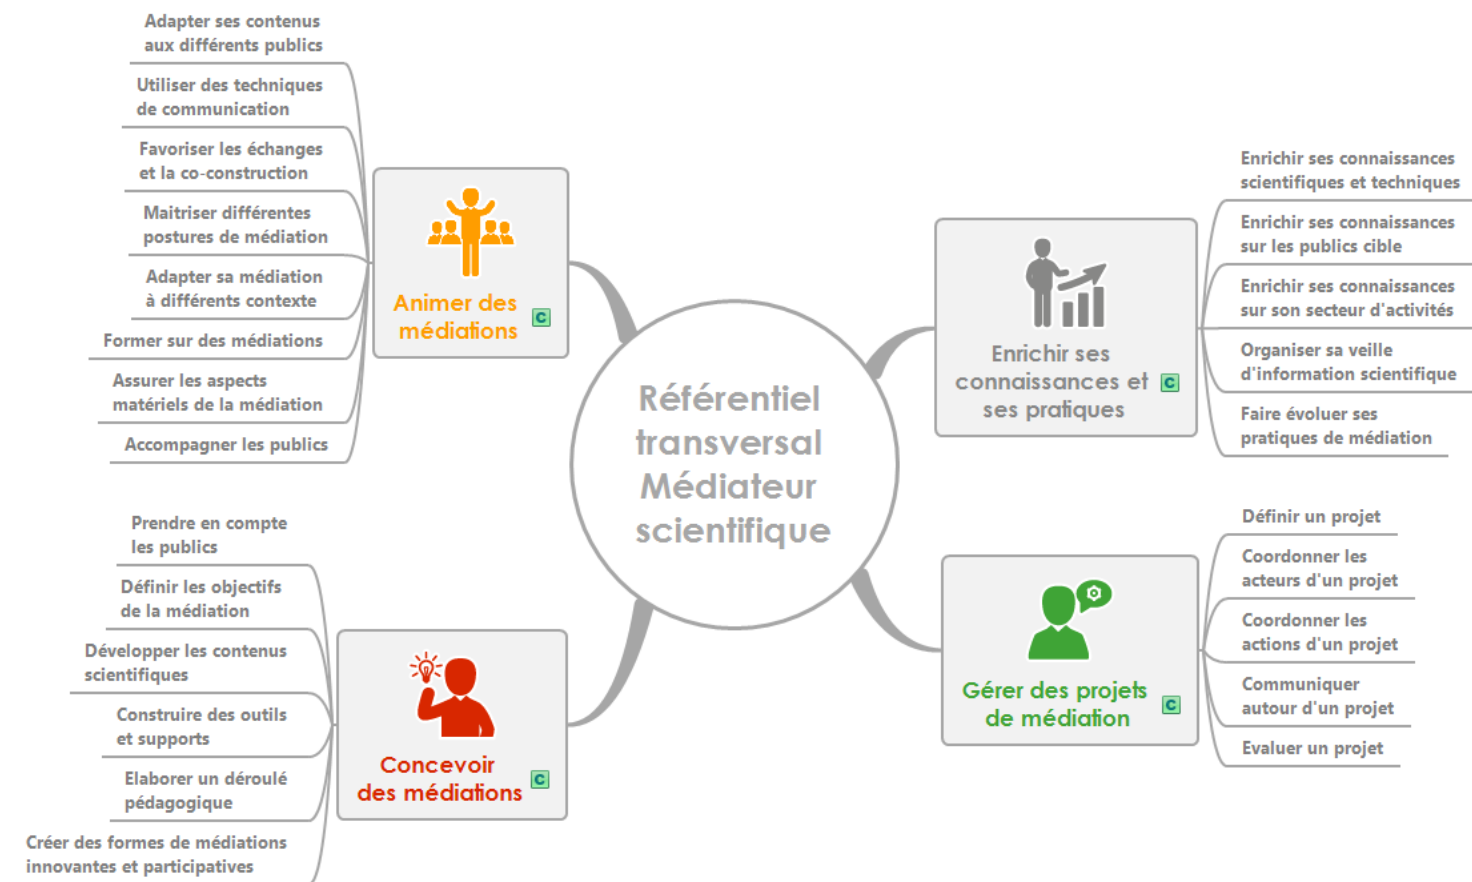 Adapter ses contenus
aux différents publics
Utiliser des techniques
de communication
Favoriser les échanges
et la co-construction
Maitriser différentes
postures de médiation
Adapter sa médiation
à différents contexte
Former sur des médiations
Assurer les aspects
matériels de la médiation
Accompagner les publics
Animer des
médiations
C
Prendre en compte
les publics
Définir les objectifs
de la médiation
Développer les contenus
scientifiques
Construire des outils
et supports
Elaborer un déroulé
pédagogique
Créer des formes de médiations
innovantes et participatives
Concevoir
des médiations
C
Référentiel
transversal
Médiateur
scientifique
Enrichir ses
connaissances et
ses pratiques
C
Enrichir ses connaissances
scientifiques et techniques
Enrichir ses connaissances
sur les publics cible
Enrichir ses connaissances
sur son secteur d'activités
Organiser sa veille
d'information scientifique
Faire évoluer ses
pratiques de médiation
Gérer des projets
de médiation
C
Définir un projet
Coordonner les
acteurs d'un projet
Coordonner les
actions d'un projet
Communiquer
autour d'un projet
Evaluer un projet